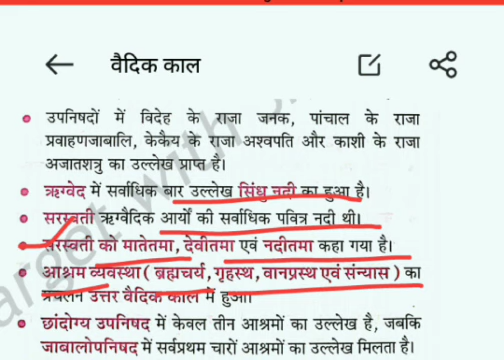 वैदिक काल
• उपनिषदों में विदेह के राजा जनक, पांचाल के राजा
प्रवाहणजाबालि, केकैय के राजा अश्वपति और काशी के राजा
अजातशत्रु का उल्लेख प्राप्त है।
• ऋग्वेद में सर्वाधिक बार उल्लेख सिंधु नदी का हुआ है।
• सरस्वती ऋग्वैदिक आर्यों की सर्वाधिक पवित्र नदी थी।
सरस्वती को मातेतमा, देवीतमा एवं नदीतमा कहा गया है।
• आश्रम व्यवस्था ( ब्रह्मचर्य, गृहस्थ, वानप्रस्थ एवं संन्यास ) का
प्रचलन उत्तर वैदिक काल में हुआ।
• छांदोग्य उपनिषद में केवल तीन आश्रमों का उल्लेख है, जबकि
जाबालोपनिषद में सर्वप्रथम चारों आश्रमों का उल्लेख मिलता है।